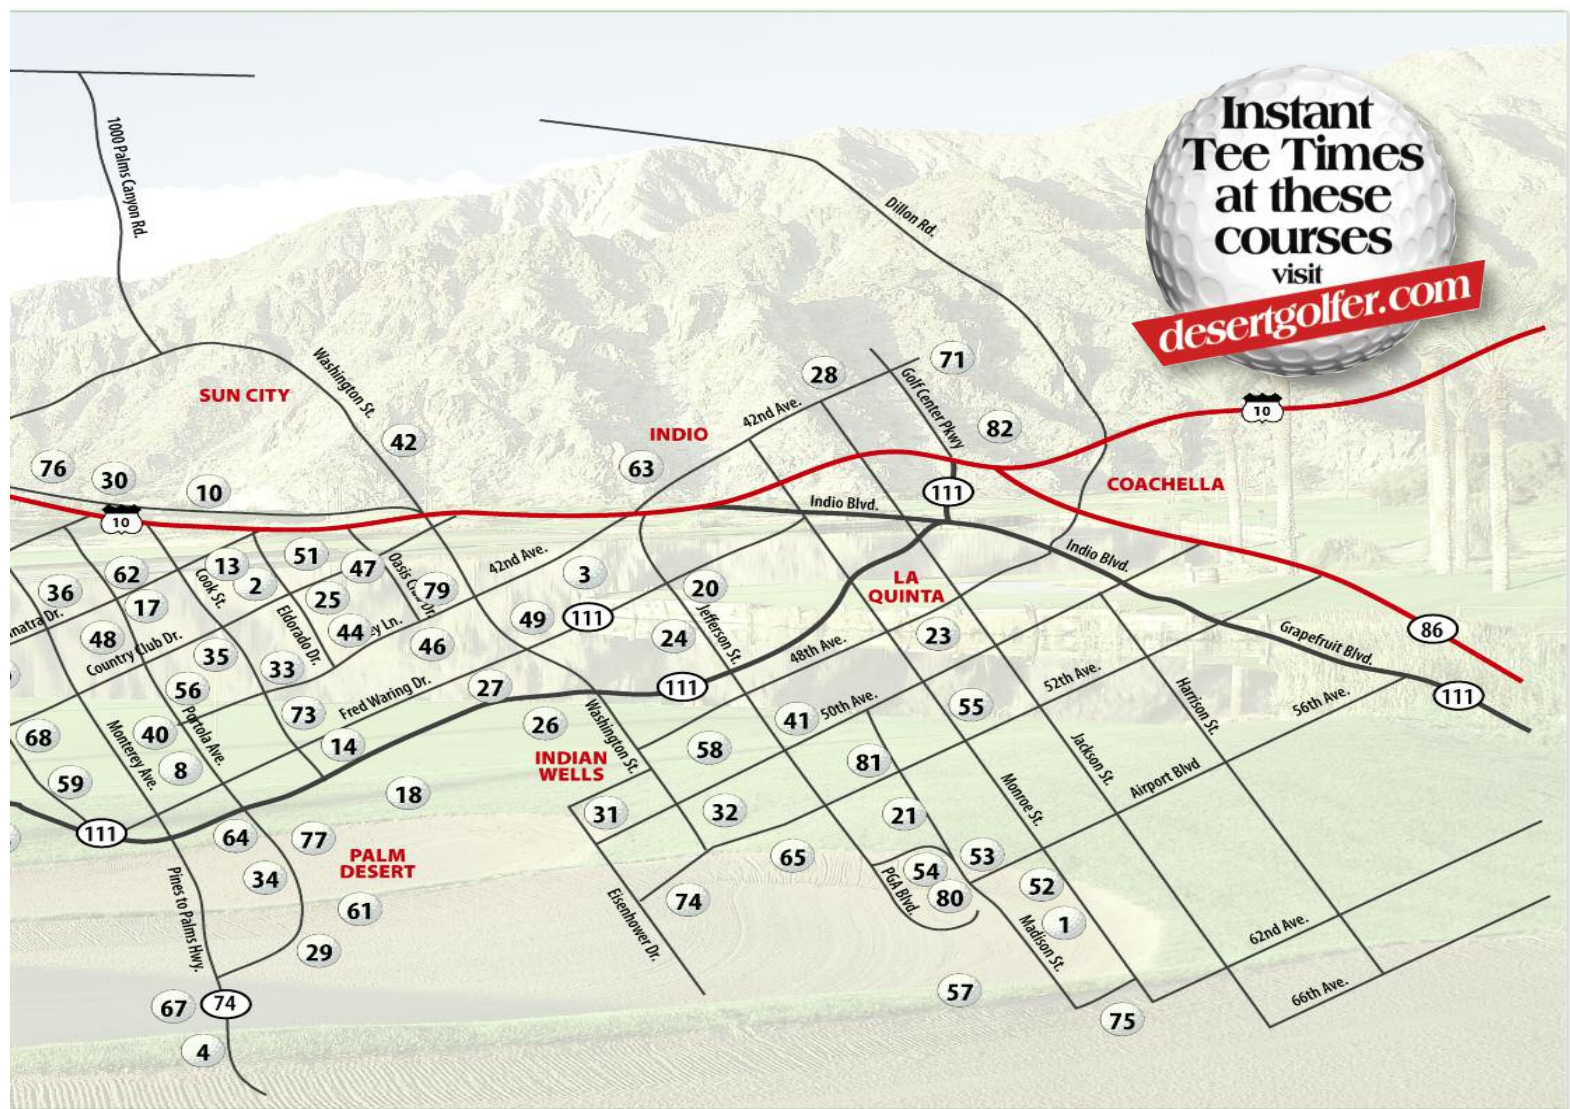 Instant
Tee Times
at these
courses
visit
desertgolfer.com
1000 Palms Canyon Rd.
Dillon Rd.
Washington St.
SUN CITY
28
71
Golf Center Pkwy
42nd Ave.
10
82
42
INDIO
63
76
30
10
COACHELLA
111
Indio Blvd.
10
51
13
62
2
47
Oasis C
Dr.
79
42nd Ave.
3
20
Indio Blvd.
LA
QUINTA
36
17
Cook St.
25
Eldorado Dr.
49
111
Jefferson St.
24
23
86
Grapefruit Blvd.
natra Dr.
48
Country Club Dr.
35
44
ey Ln.
46
48th Ave.
33
56
27
111
52th Ave.
Harrison St.
111
56th Ave.
Fred Waring Dr.
73
50th Ave.
55
41
26
Washington St.
68
40
Portola Ave.
Monterey Ave.
14
58
Jackson St.
INDIAN
WELLS
8
81
Airport Blvd
59
18
Monroe St.
31
32
21
111
64
77
PALM
DESERT
65
53
54
PGA Blvd.
80
52
34
Pines to Palms Hwy.
61
74
Eisenhower Dr.
1
Madison St.
62nd Ave.
29
57
66th Ave.
67
74
75
4